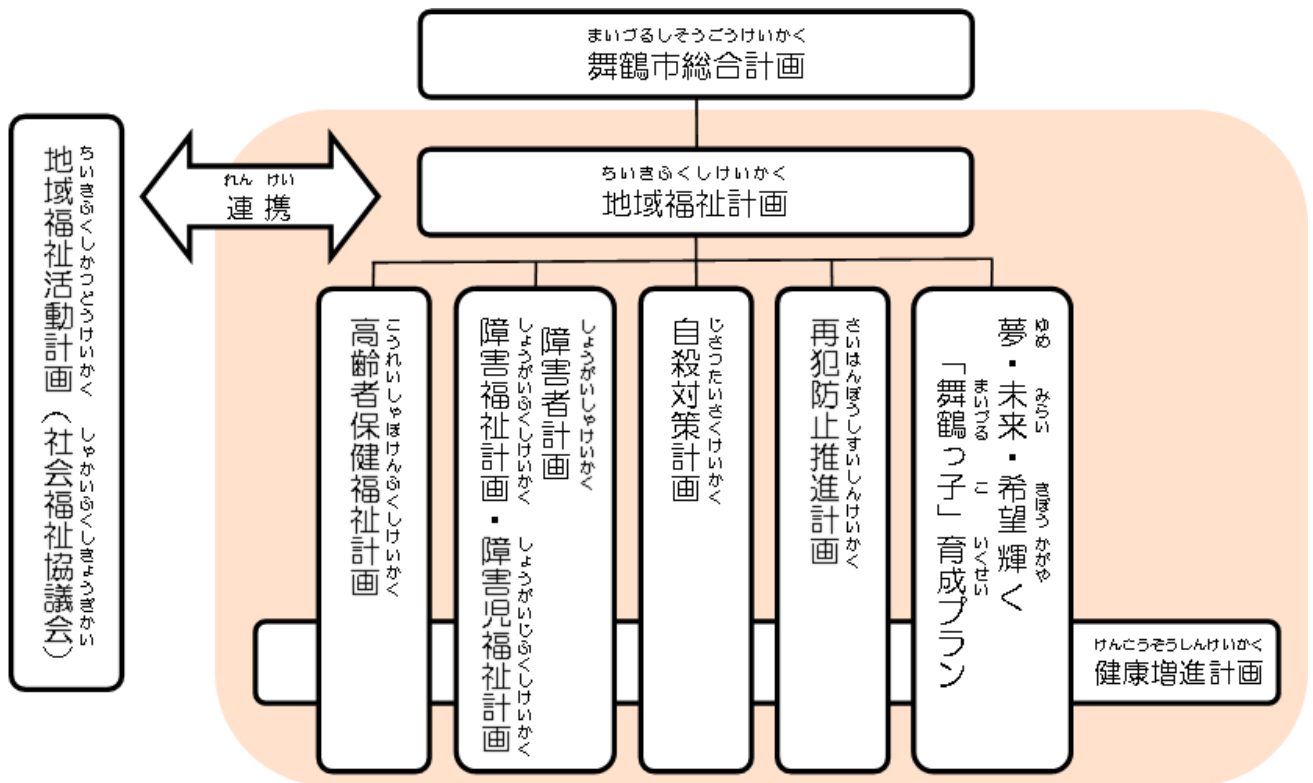 まいづるしそうごうけいかく
舞鶴市総合計画
ちいきふくしけいかく
地域福祉計画
れん けい
連 携
ちいきふくしかつどうけいかく しゃかいふくしきょうぎかい
地域福祉活動計画(社会福祉協議会)
こうれいしゃほけんふくしけいかく
高齢者保健福祉計画
しょうがいしゃけいかく
障害者計画
しょうがいふくしけいかく しょうがいじふくしけいかく
障害福祉計画・障害児福祉計画
じさつたいさくけいかく
自殺対策計画
さいはんぼうしすいしんけいかく
再犯防止推進計画
ゆめ みらい きぼう かがや
夢・未来・希望 輝く
まいづる こ いくせい
「舞鶴っ子」育成プラン
けんこうぞうしんけいかく
健康増進計画